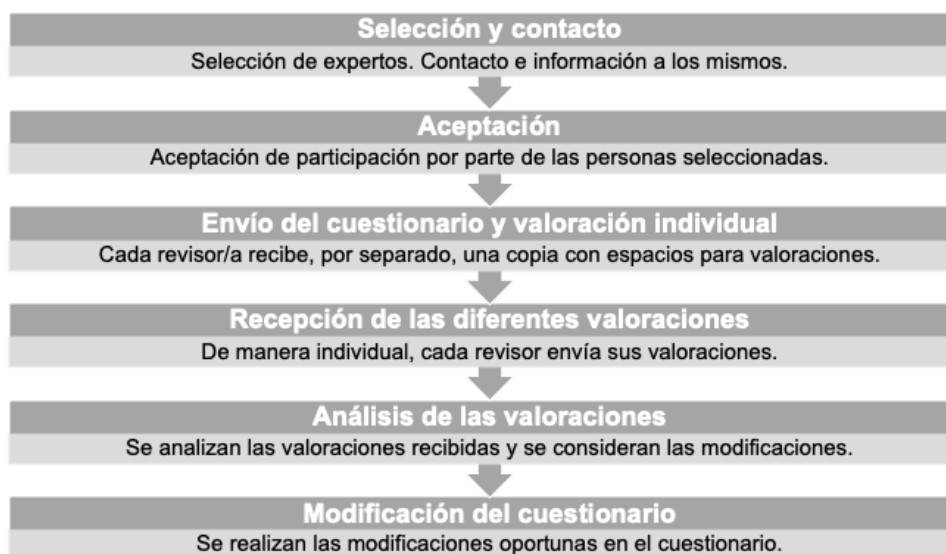 Selección y contacto
Selección de expertos. Contacto e información a los mismos.
Aceptación
Aceptación de participación por parte de las personas seleccionadas.
Envío del cuestionario y valoración individual
Cada revisor/a recibe, por separado, una copia con espacios para valoraciones.
Recepción de las diferentes valoraciones
De manera individual, cada revisor envía sus valoraciones.
Análisis de las valoraciones
Se analizan las valoraciones recibidas y se consideran las modificaciones.
Modificación del cuestionario
Se realizan las modificaciones oportunas en el cuestionario.